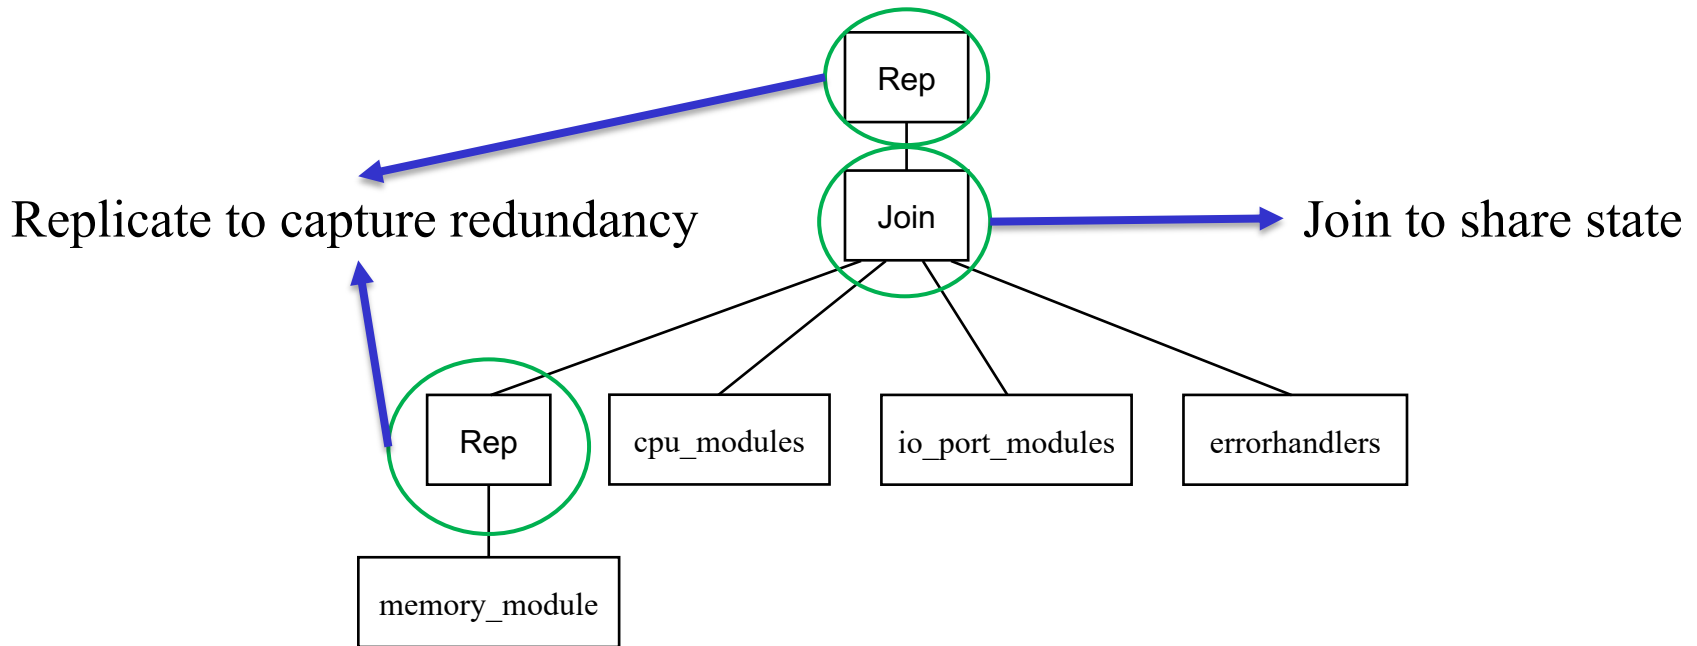 Rep
Join
Replicate to capture redundancy
Join to share state
Rep
cpu_modules
io_port_modules
errorhandlers
memory_module